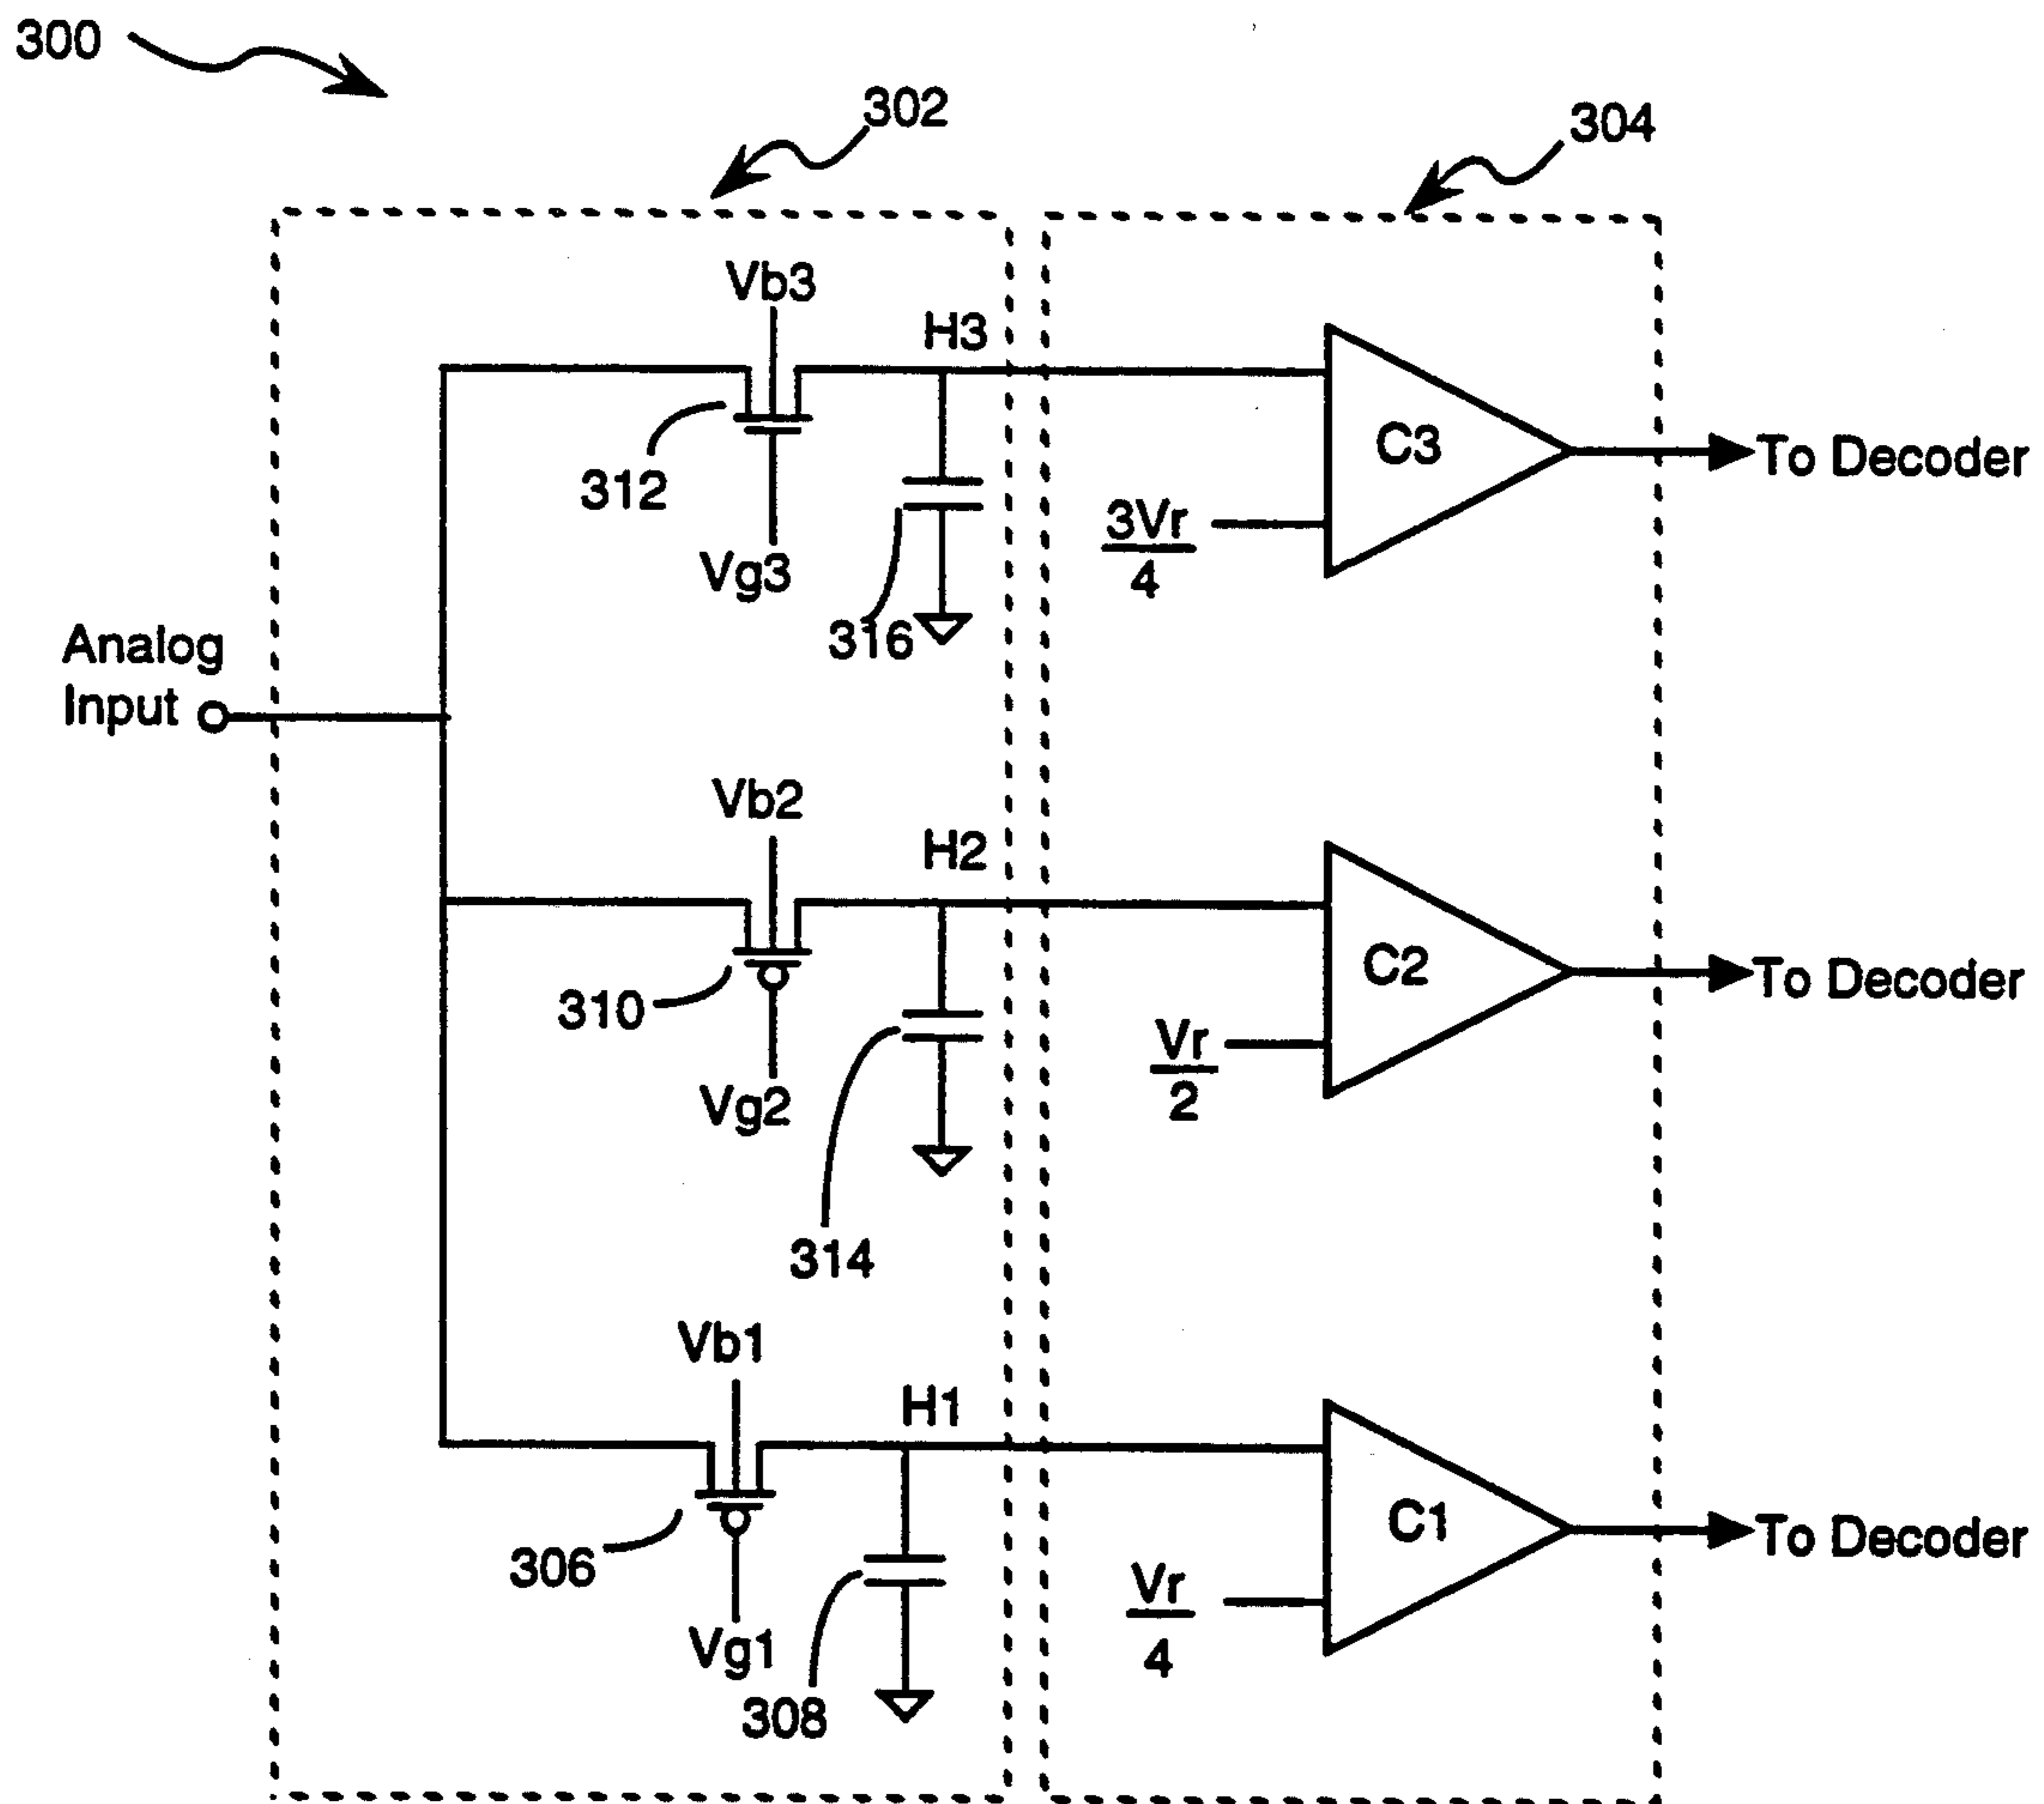 300
302
304
Vb3
H3
312
Vg3
316
C3
3Vr
4
To Decoder
Analog
Input
Vb2
H2
310
Vg2
314
C2
Vr
2
To Decoder
Vb1
H1
306
Vg1
308
C1
Vr
4
To Decoder